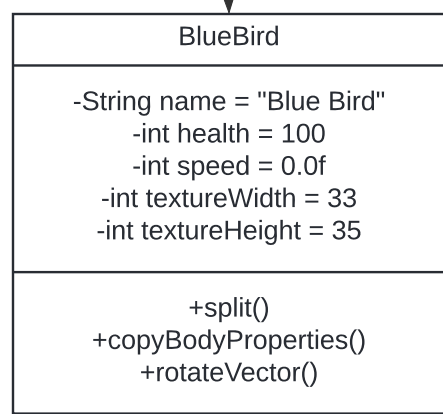 BlueBird
-String name = "Blue Bird"
-int health = 100
-int speed = 0.0f
-int textureWidth = 33
-int textureHeight = 35
+split()
+copyBodyProperties()
+rotateVector()